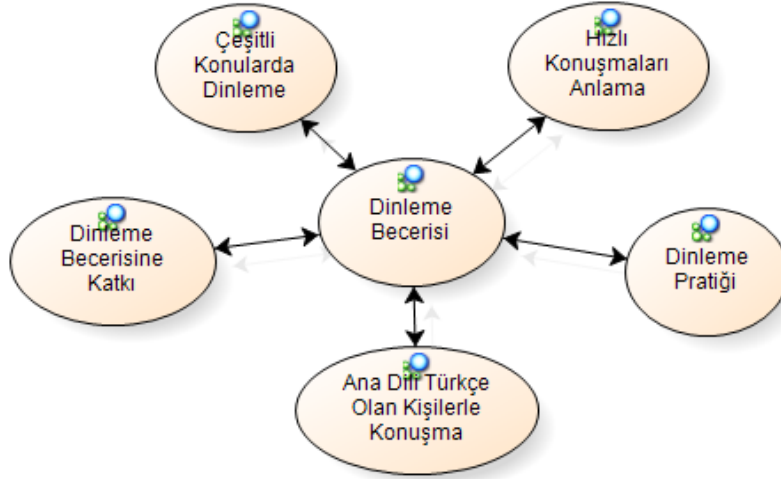 Çeşitli
Konularda
Dinleme
Hızlı
Konuşmaları
Anlama
Dinleme
Becerisi
Dinleme
Becerisine
Katkı
Dinleme
Pratiği
Ana Dili Türkçe
Olan Kişilerle
Konuşma